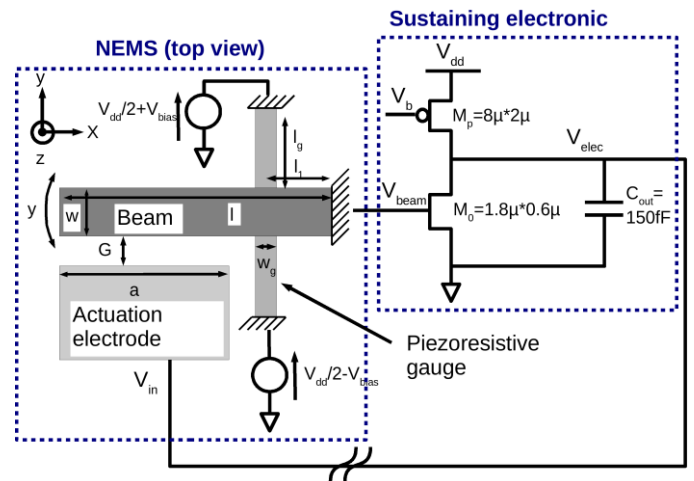 Sustaining electronic
NEMS (top view)
y
x
z
V_dd/2+V_bias
l_g
l_1
y
w
Beam
l
G
w_g
a
Actuation
electrode
V_in
V_dd/2-V_bias
Piezoresistive
gauge
V_dd
V_b
M_p=8µ*2µ
V_elec
V_beam
M_0=1.8µ*0.6µ
C_out=
150fF